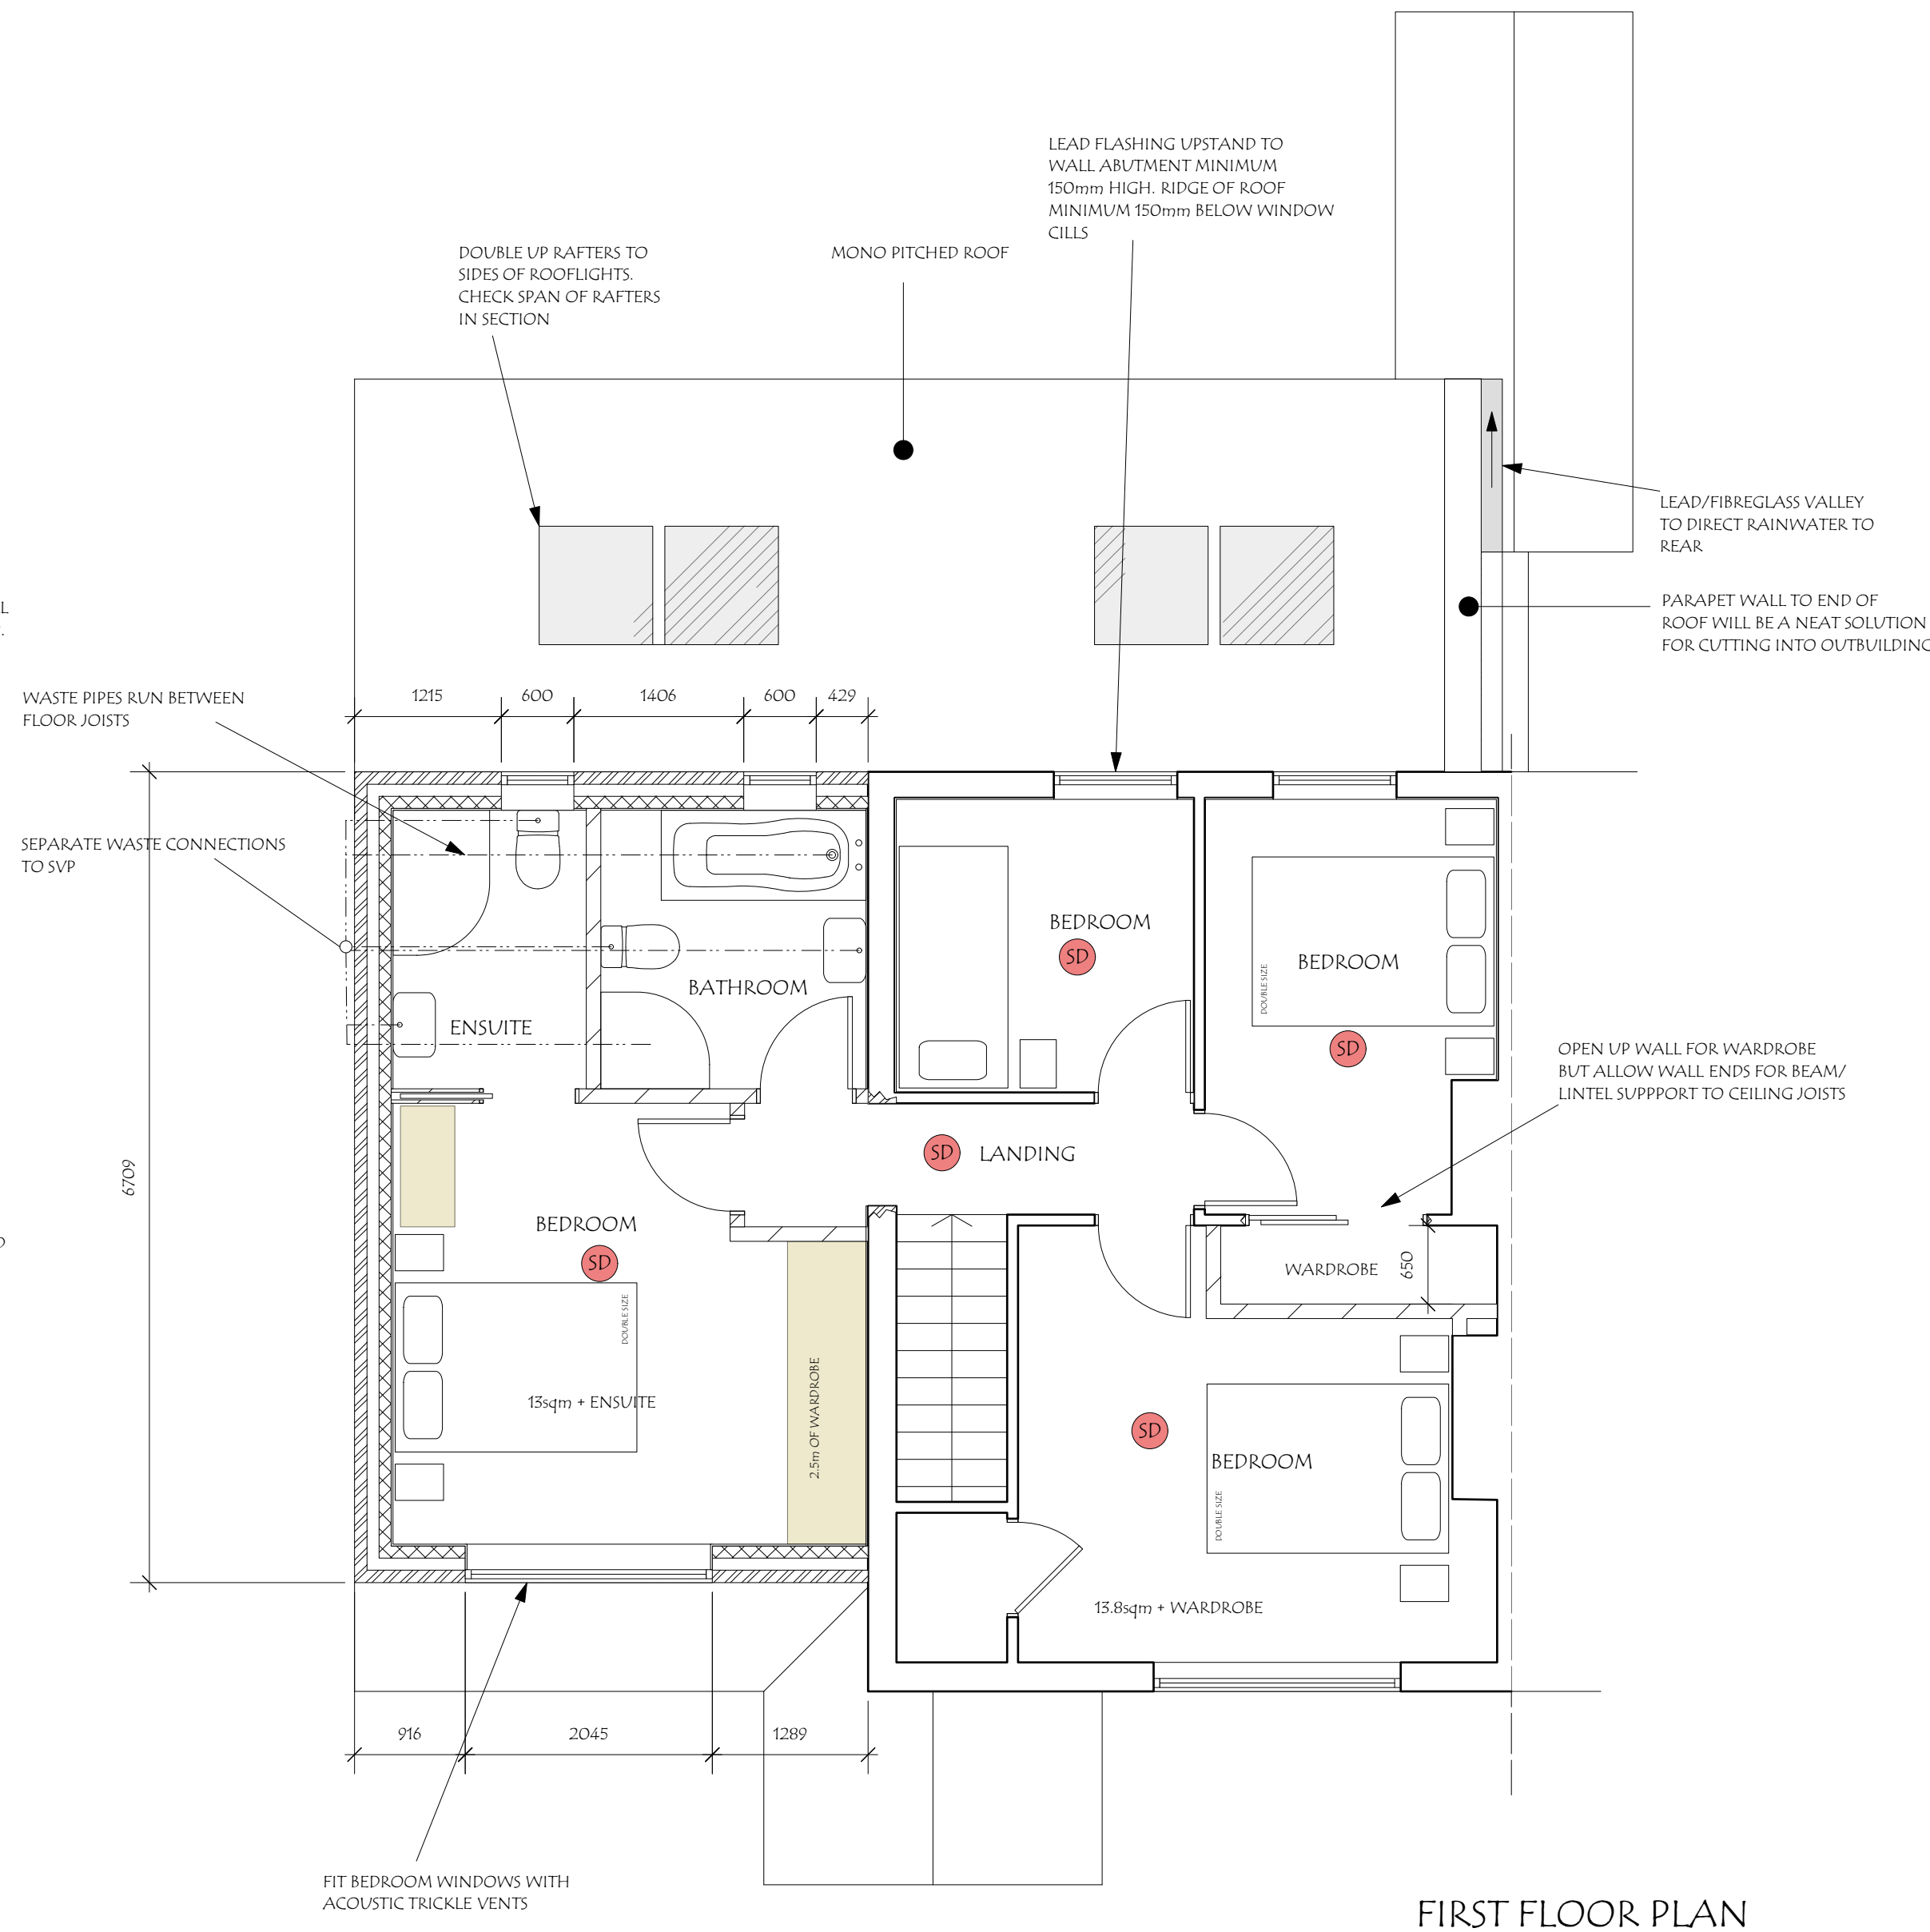 LEAD FLASHING UPSTAND TO
WALL ABUTMENT MINIMUM
150mm HIGH. RIDGE OF ROOF
MINIMUM 150mm BELOW WINDOW
CILLS
DOUBLE UP RAFTERS TO
SIDES OF ROOFLIGHTS.
CHECK SPAN OF RAFTERS
IN SECTION
MONO PITCHED ROOF
LEAD/FIBREGLASS VALLEY
TO DIRECT RAINWATER TO
REAR
PARAPET WALL TO END OF
ROOF WILL BE A NEAT SOLUTION
FOR CUTTING INTO OUTBUILDING
L
.
WASTE PIPES RUN BETWEEN
FLOOR JOISTS
1215
600
1406
600
429
SEPARATE WASTE CONNECTIONS
TO SVP
BEDROOM
SD
BEDROOM
DOUBLE SIZE
SD
BATHROOM
ENSUITE
OPEN UP WALL FOR WARDROBE
BUT ALLOW WALL ENDS FOR BEAM/
LINTEL SUPPPORT TO CEILING JOISTS
6709
SD
LANDING
BEDROOM
SD
DOUBLE SIZE
WARDROBE
650
13sqm + ENSUITE
2.5m OF WARDROBE
SD
BEDROOM
DOUBLE SIZE
13.8sqm + WARDROBE
916
2045
1289
FIT BEDROOM WINDOWS WITH
ACOUSTIC TRICKLE VENTS
FIRST FLOOR PLAN